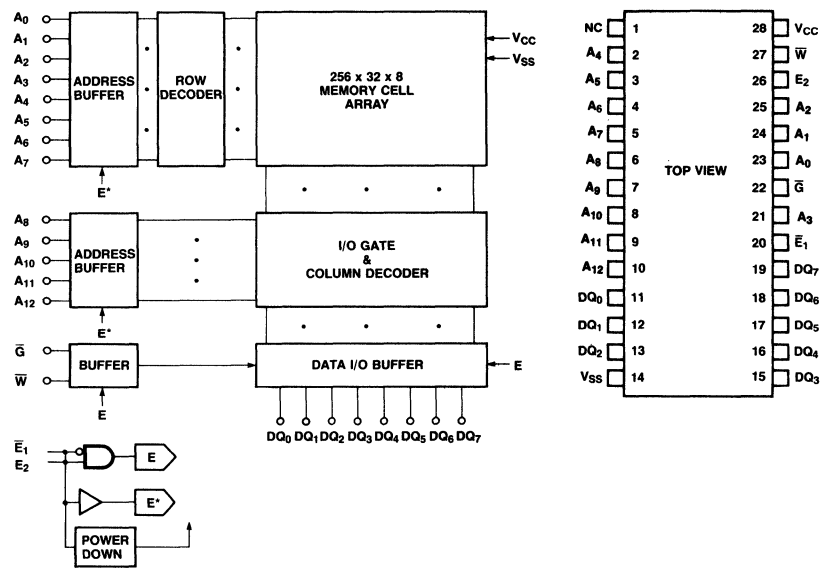 A0
A1
A2
A3
A4
A5
A6
A7
ADDRESS
BUFFER
E*
ROW
DECODER
256 x 32 x 8
MEMORY CELL
ARRAY
VCC
VSS
A8
A9
A10
A11
A12
ADDRESS
BUFFER
E*
I/O GATE
&
COLUMN DECODER
G̅
W̅
BUFFER
E
DATA I/O BUFFER
E
DQ0 DQ1 DQ2 DQ3 DQ4 DQ5 DQ6 DQ7
E̅1
E2
E
E*
POWER
DOWN
TOP VIEW
NC 1 28 VCC
A4 2 27 W̅
A5 3 26 E2
A6 4 25 A2
A7 5 24 A1
A8 6 23 A0
A9 7 22 G̅
A10 8 21 A3
A11 9 20 E̅1
A12 10 19 DQ7
DQ0 11 18 DQ6
DQ1 12 17 DQ5
DQ2 13 16 DQ4
VSS 14 15 DQ3